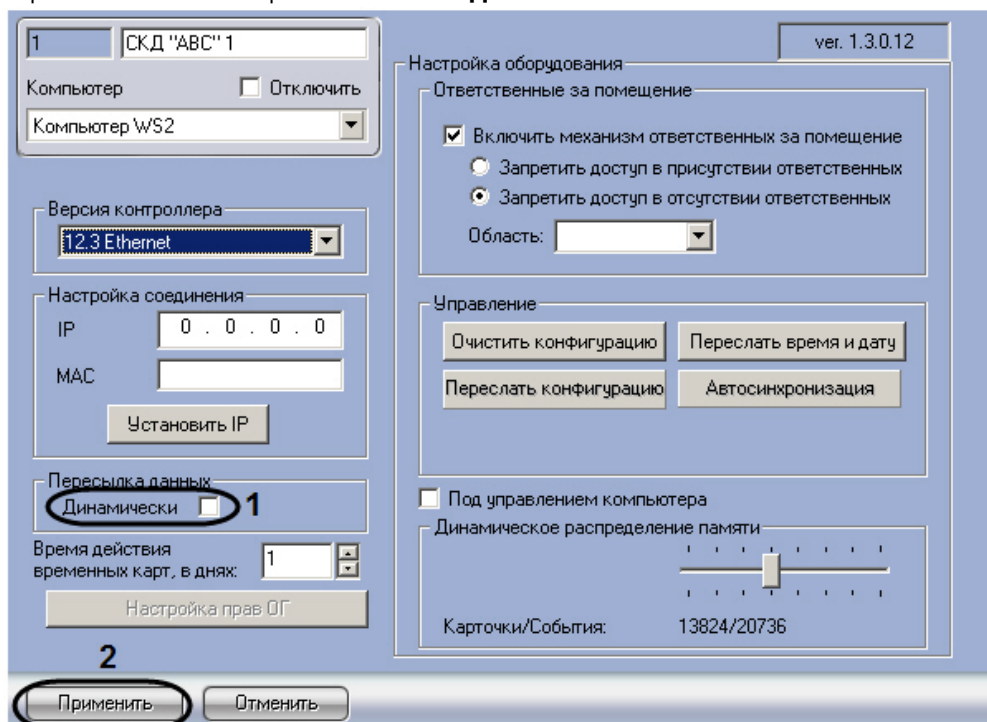 1 СКД "ABC" 1
Компьютер Отключить
Компьютер WS2
Версия контроллера
12.3 Ethernet
Настройка соединения
IP 0 . 0 . 0 . 0
MAC
Установить IP
Пересылка данных
Динамически 1
Время действия
временных карт, в днях: 1
Настройка прав ОГ
2
Применить Отменить
ver. 1.3.0.12
Настройка оборудования
Ответственные за помещение
Включить механизм ответственных за помещение
Запретить доступ в присутствии ответственных
Запретить доступ в отсутствии ответственных
Область:
Управление
Очистить конфигурацию Переслать время и дату
Переслать конфигурацию Автосинхронизация
Под управлением компьютера
Динамическое распределение памяти
Карточки/События: 13824/20736